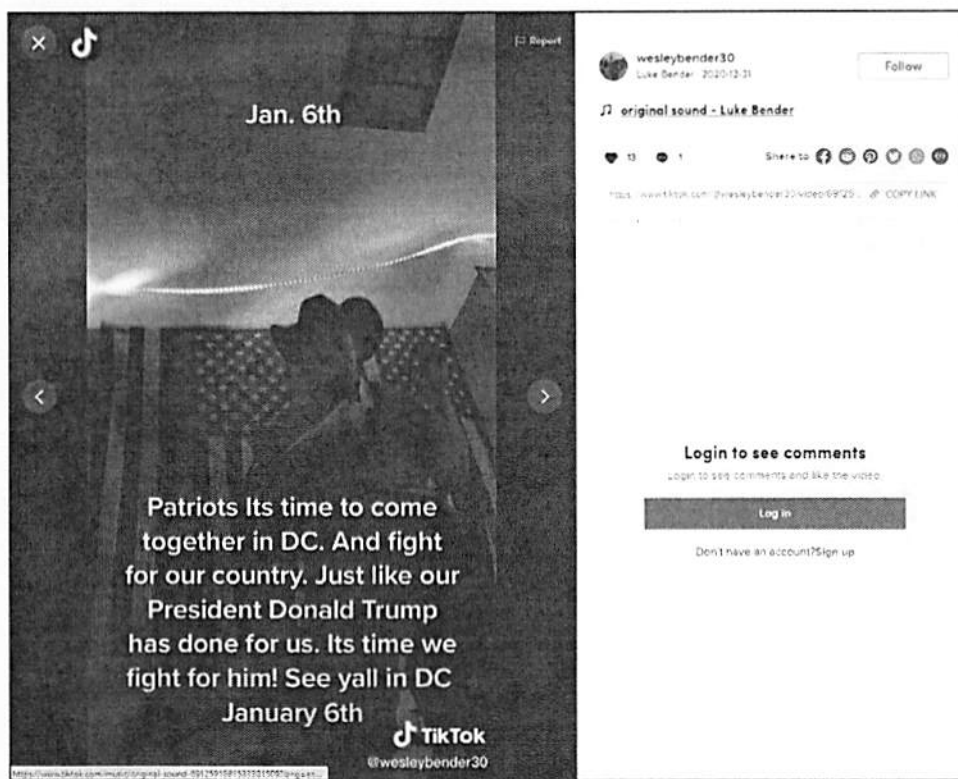 Report
Jan. 6th
Patriots Its time to come
together in DC. And fight
for our country. Just like our
President Donald Trump
has done for us. Its time we
fight for him! See yall in DC
January 6th
TikTok
@wesleybender30
wesleybender30
Luke Bender · 2020-12-31
Follow
original sound - Luke Bender
13
1
Share to
COPY LINK
Login to see comments
Login to see comments and like the video
Log in
Don't have an account?Sign up